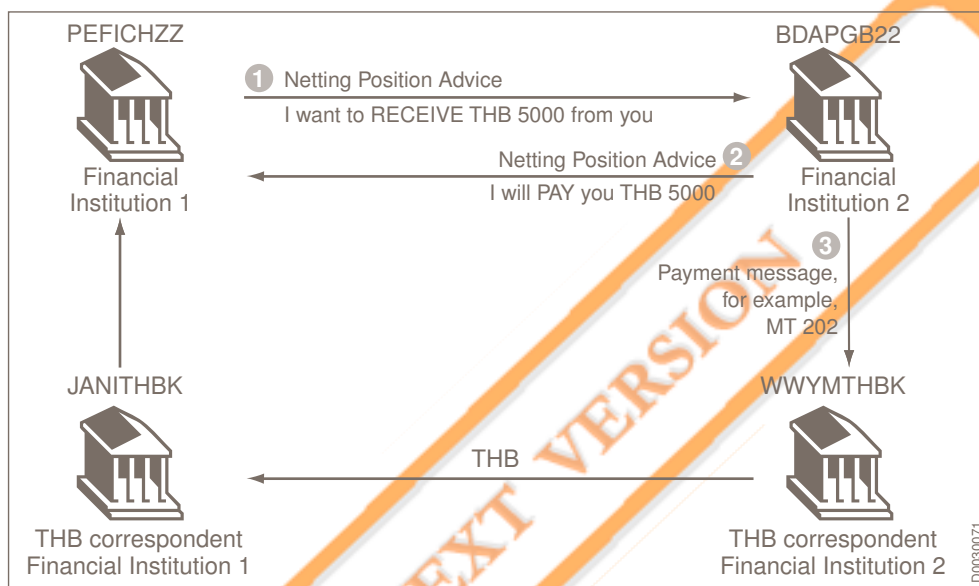 PEFICHZZ
BDAPGB22
1 Netting Position Advice
I want to RECEIVE THB 5000 from you
Netting Position Advice 2
I will PAY you THB 5000
Financial
Institution 1
Financial
Institution 2
3
Payment message,
for example,
MT 202
JANITHBK
WWYMTHBK
THB
THB correspondent
Financial Institution 1
THB correspondent
Financial Institution 2
D0030071
EXT VERSION